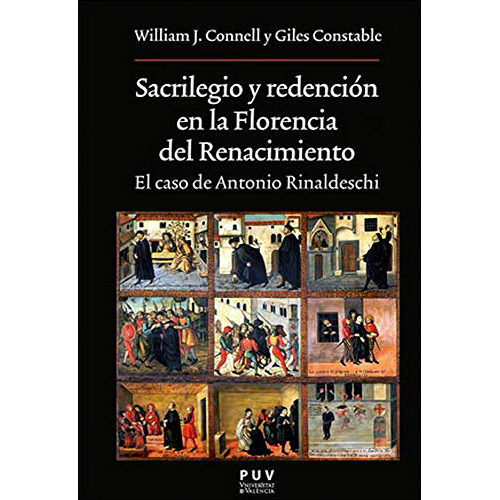 William J. Connell y Giles Constable
Sacrilegio y redención
en la Florencia
del Renacimiento
El caso de Antonio Rinaldeschi
PUV
UNIVERSITAT
DE VALÈNCIA